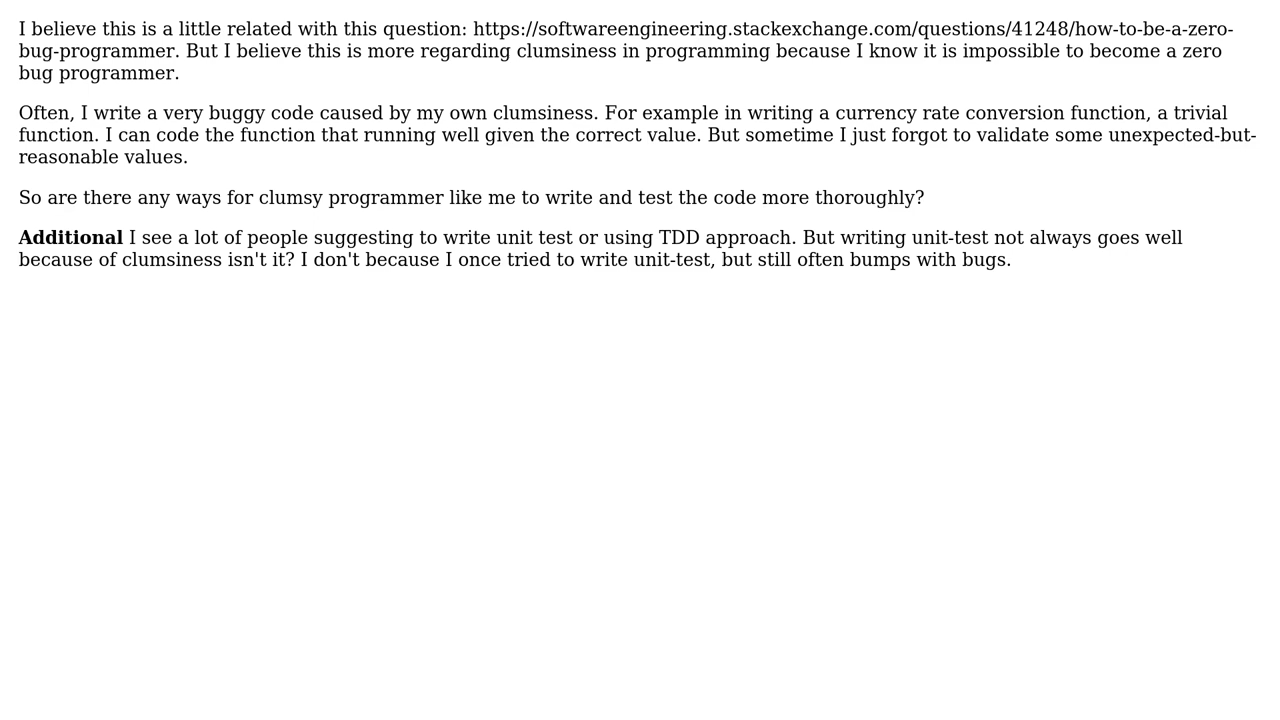 I believe this is a little related with this question: https://softwareengineering.stackexchange.com/questions/41248/how-to-be-a-zero-
bug-programmer. But I believe this is more regarding clumsiness in programming because I know it is impossible to become a zero
bug programmer.
Often, I write a very buggy code caused by my own clumsiness. For example in writing a currency rate conversion function, a trivial
function. I can code the function that running well given the correct value. But sometime I just forgot to validate some unexpected-but-
reasonable values.
So are there any ways for clumsy programmer like me to write and test the code more thoroughly?
Additional I see a lot of people suggesting to write unit test or using TDD approach. But writing unit-test not always goes well
because of clumsiness isn't it? I don't because I once tried to write unit-test, but still often bumps with bugs.